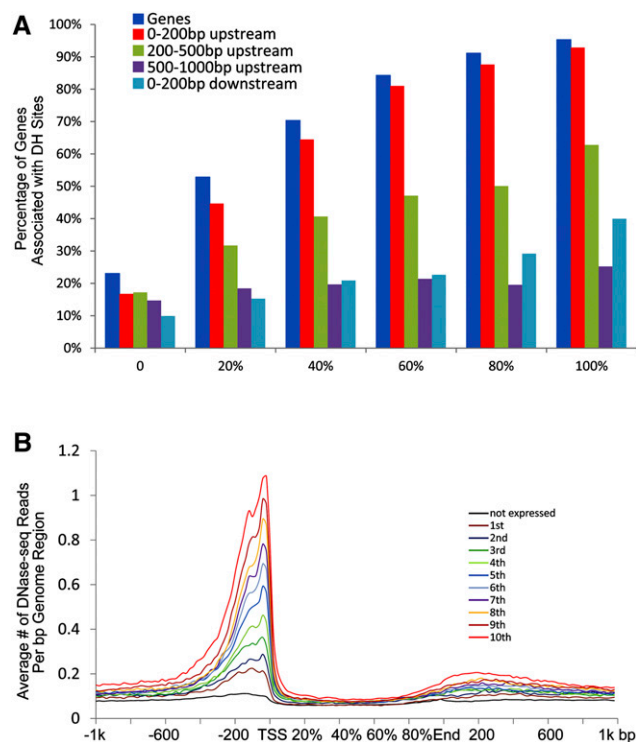 A
Genes
0-200bp upstream
200-500bp upstream
500-1000bp upstream
0-200bp downstream
Percentage of Genes
Associated with DH Sites
100%
90%
80%
70%
60%
50%
40%
30%
20%
10%
0%
0 20% 40% 60% 80% 100%
B
Average # of DNase-seq Reads
Per bp Genome Region
1.2
1
0.8
0.6
0.4
0.2
0
not expressed
1st
2nd
3rd
4th
5th
6th
7th
8th
9th
10th
-1k -600 -200 TSS 20% 40% 60% 80%End 200 600 1k bp